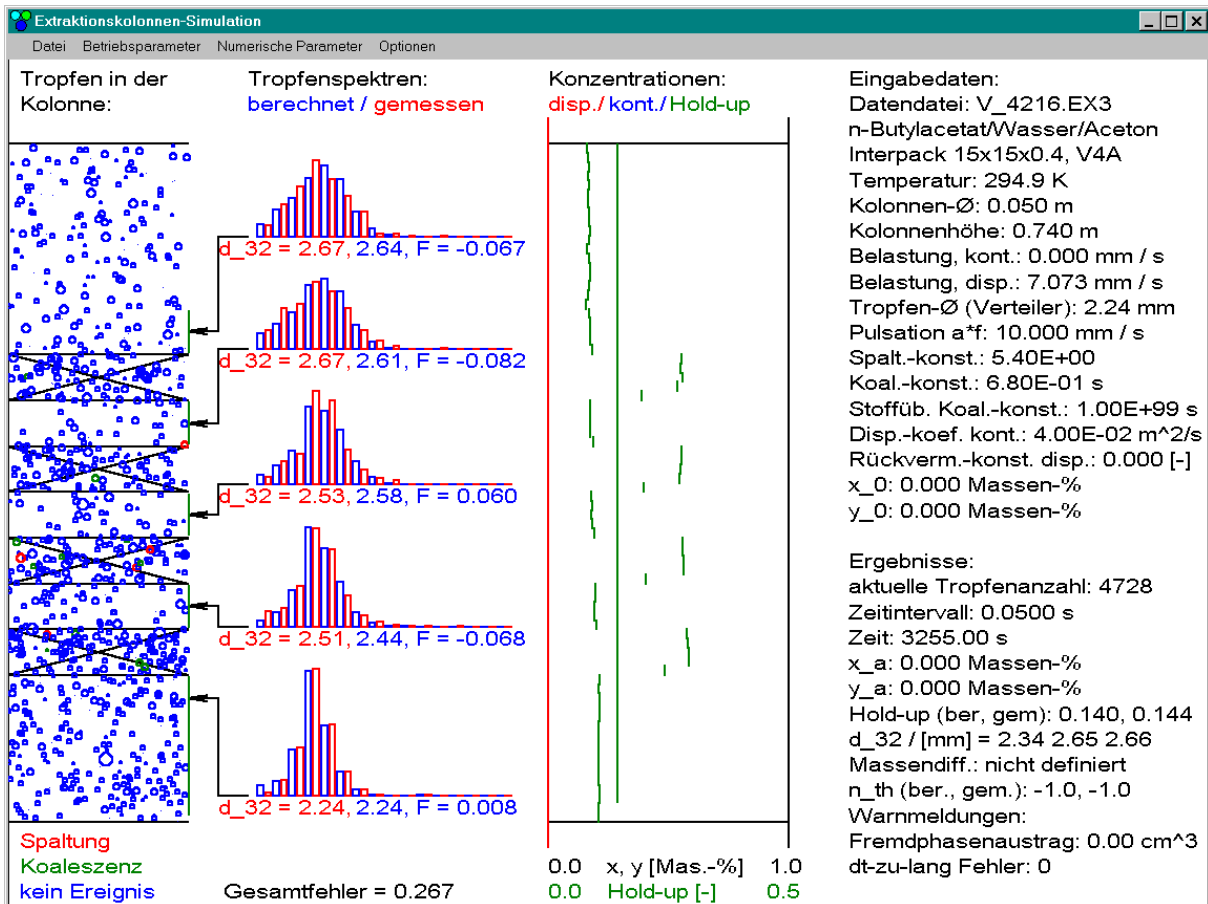 Extraktionskolonnen-Simulation
Datei Betriebsparameter Numerische Parameter Optionen
Tropfen in der
Kolonne:
Tropfenspektren:
berechnet / gemessen
d_32 = 2.67, 2.64, F = -0.067
d_32 = 2.67, 2.61, F = -0.082
d_32 = 2.53, 2.58, F = 0.060
d_32 = 2.51, 2.44, F = -0.068
d_32 = 2.24, 2.24, F = 0.008
Spaltung
Koaleszenz
kein Ereignis
Gesamtfehler = 0.267
Konzentrationen:
disp./ kont./ Hold-up
0.0 x, y [Mas.-%] 1.0
0.0 Hold-up [-] 0.5
Eingabedaten:
Datendatei: V_4216.EX3
n-Butylacetat/Wasser/Aceton
Interpack 15x15x0.4, V4A
Temperatur: 294.9 K
Kolonnen-Ø: 0.050 m
Kolonnenhöhe: 0.740 m
Belastung, kont.: 0.000 mm / s
Belastung, disp.: 7.073 mm / s
Tropfen-Ø (Verteiler): 2.24 mm
Pulsation a*f: 10.000 mm / s
Spalt.-konst.: 5.40E+00
Koal.-konst.: 6.80E-01 s
Stoffüb. Koal.-konst.: 1.00E+99 s
Disp.-koef. kont.: 4.00E-02 m^2/s
Rückverm.-konst. disp.: 0.000 [-]
x_0: 0.000 Massen-%
y_0: 0.000 Massen-%
Ergebnisse:
aktuelle Tropfenanzahl: 4728
Zeitintervall: 0.0500 s
Zeit: 3255.00 s
x_a: 0.000 Massen-%
y_a: 0.000 Massen-%
Hold-up (ber, gem): 0.140, 0.144
d_32 / [mm] = 2.34 2.65 2.66
Massendiff.: nicht definiert
n_th (ber., gem.): -1.0, -1.0
Warnmeldungen:
Fremdphasenaustrag: 0.00 cm^3
dt-zu-lang Fehler: 0